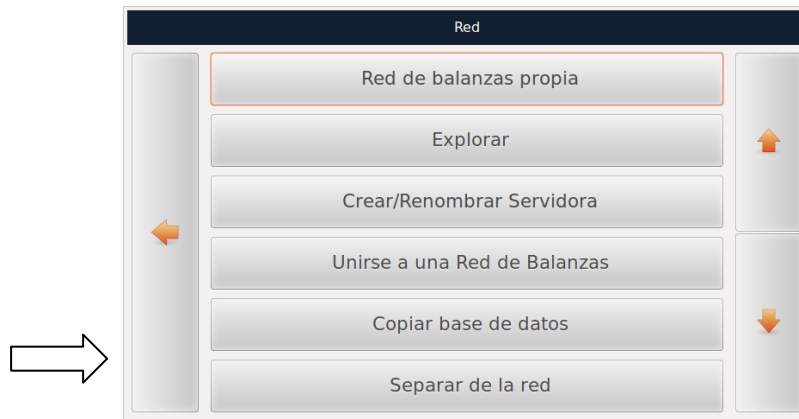 Red
Red de balanzas propia
Explorar
Crear/Renombrar Servidora
Unirse a una Red de Balanzas
Copiar base de datos
Separar de la red